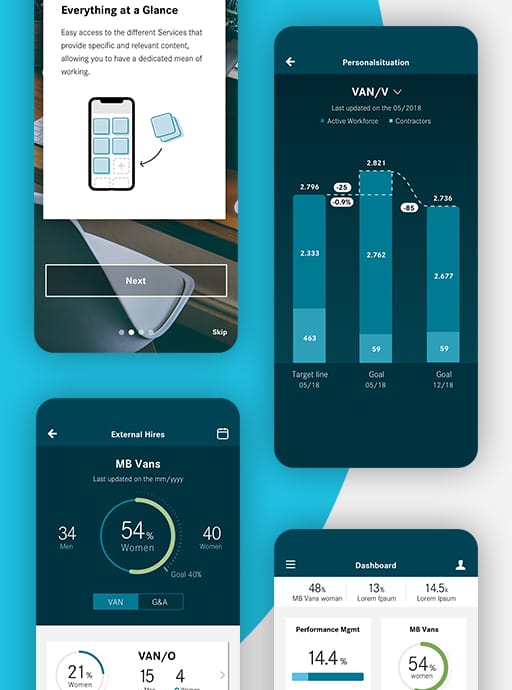 Everything at a Glance
Easy access to the different Services that
provide specific and relevant content,
allowing you to have a dedicated mean of
working.
Next
Skip
Personalsituation
VAN/V
Last updated on the 05/2018
Active Workforce
Contractors
2.821
2.796
-25
-0.9%
-85
2.736
2.333
2.762
2.677
463
59
59
Target line
05/18
Goal
05/18
Goal
12/18
External Hires
MB Vans
Last updated on the mm/yyyy
34
Men
54%
Women
40
Women
Goal 40%
VAN
G&A
21%
Women
VAN/O
15
Men
4
Women
Dashboard
48%
MB Vans woman
13%
Lorem Ipsum
14.5k
Lorem Ipsum
Performance Mgmt
14.4%
MB Vans
54%
women